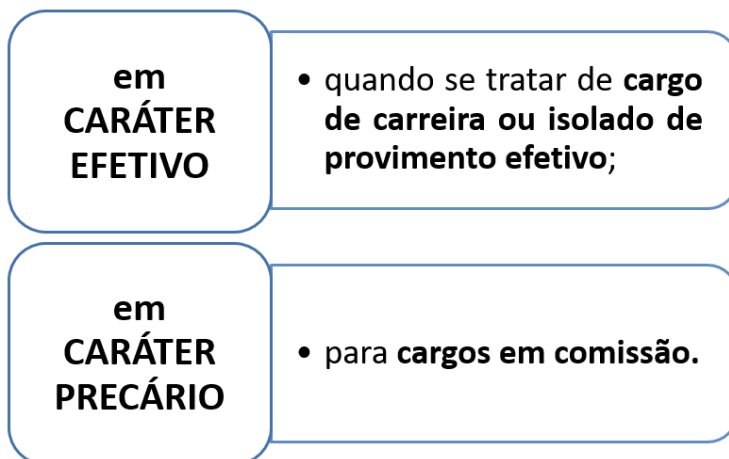 em
CARÁTER
EFETIVO
• quando se tratar de cargo
de carreira ou isolado de
provimento efetivo;
em
CARÁTER
PRECÁRIO
• para cargos em comissão.